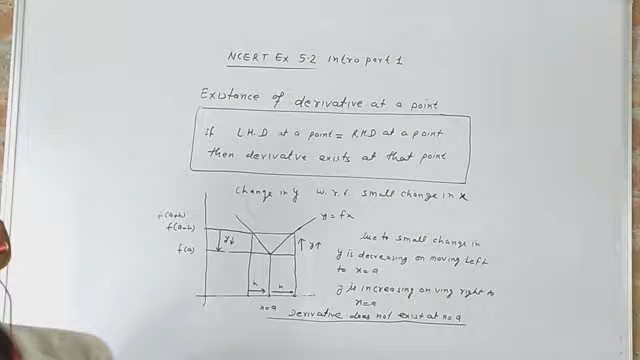 NCERT Ex 5.2 Intro part 1
Existance of derivative at a point
If L.H.D at a point = R.H.D at a point
then derivative exists at that point
Change in y w.r.t. small change in x
f(a+h)
f(a-h)
f(a)
y↓
y↑
y=fx
h
h
x=a
Due to small change in
y is decreasing on moving left
to x=a
y is increasing on ving right to
x=a
Derivative does not exist at x=a